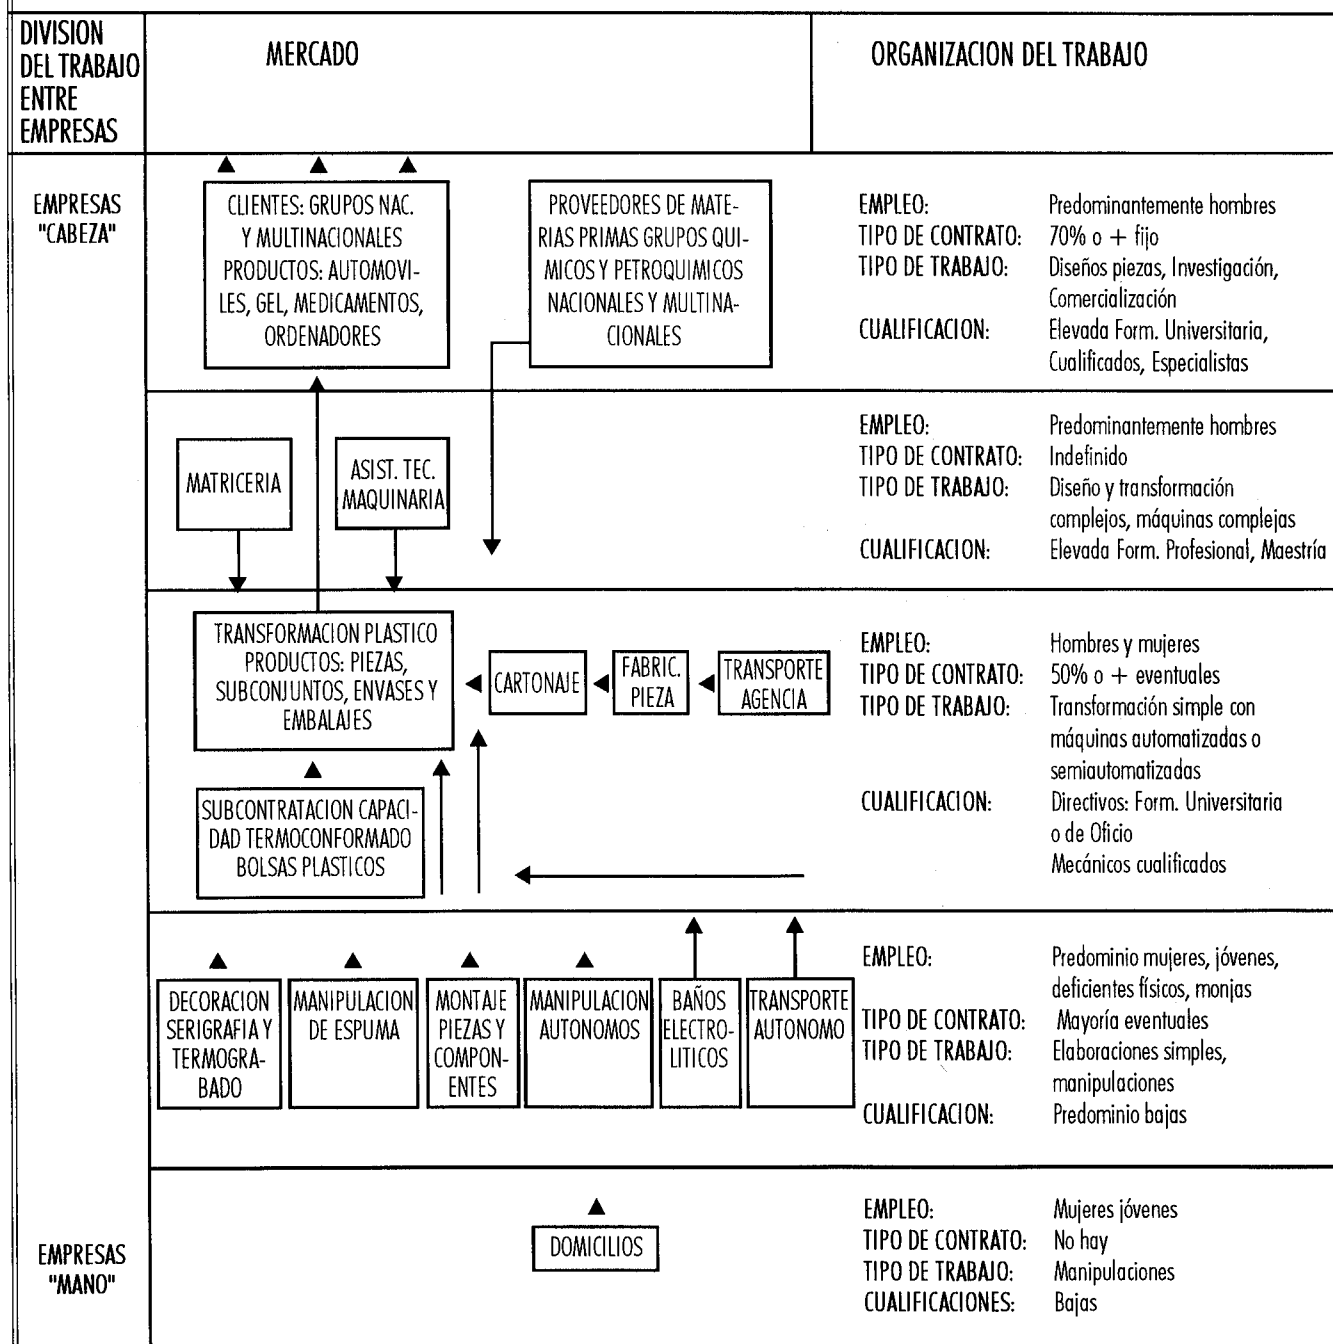 DIVISION
DEL TRABAJO
ENTRE
EMPRESAS
MERCADO
ORGANIZACION DEL TRABAJO
EMPRESAS
"CABEZA"
CLIENTES: GRUPOS NAC.
Y MULTINACIONALES
PRODUCTOS: AUTOMOVI-
LES, GEL, MEDICAMENTOS,
ORDENADORES
PROVEEDORES DE MATE-
RIAS PRIMAS GRUPOS QUI-
MICOS Y PETROQUIMICOS
NACIONALES Y MULTINA-
CIONALES
EMPLEO: Predominantemente hombres
TIPO DE CONTRATO: 70% o + fijo
TIPO DE TRABAJO: Diseños piezas, Investigación,
Comercialización
CUALIFICACION: Elevada Form. Universitaria,
Cualificados, Especialistas
MATRICERIA
ASIST. TEC.
MAQUINARIA
EMPLEO: Predominantemente hombres
TIPO DE CONTRATO: Indefinido
TIPO DE TRABAJO: Diseño y transformación
complejos, máquinas complejas
CUALIFICACION: Elevada Form. Profesional, Maestría
TRANSFORMACION PLASTICO
PRODUCTOS: PIEZAS,
SUBCONJUNTOS, ENVASES Y
EMBALAJES
CARTONAJE
FABRIC.
PIEZA
TRANSPORTE
AGENCIA
SUBCONTRATACION CAPACI-
DAD TERMOCONFORMADO
BOLSAS PLASTICOS
EMPLEO: Hombres y mujeres
TIPO DE CONTRATO: 50% o + eventuales
TIPO DE TRABAJO: Transformación simple con
máquinas automatizadas o
semiautomatizadas
CUALIFICACION: Directivos: Form. Universitaria
o de Oficio
Mecánicos cualificados
DECORACION
SERIGRAFIA Y
TERMOGRA-
BADO
MANIPULACION
DE ESPUMA
MONTAJE
PIEZAS Y
COMPON-
ENTES
MANIPULACION
AUTONOMOS
BAÑOS
ELECTRO-
LITICOS
TRANSPORTE
AUTONOMO
EMPLEO: Predominio mujeres, jóvenes,
deficientes físicos, monjas
TIPO DE CONTRATO: Mayoría eventuales
TIPO DE TRABAJO: Elaboraciones simples,
manipulaciones
CUALIFICACION: Predominio bajas
EMPRESAS
"MANO"
DOMICILIOS
EMPLEO: Mujeres jóvenes
TIPO DE CONTRATO: No hay
TIPO DE TRABAJO: Manipulaciones
CUALIFICACIONES: Bajas